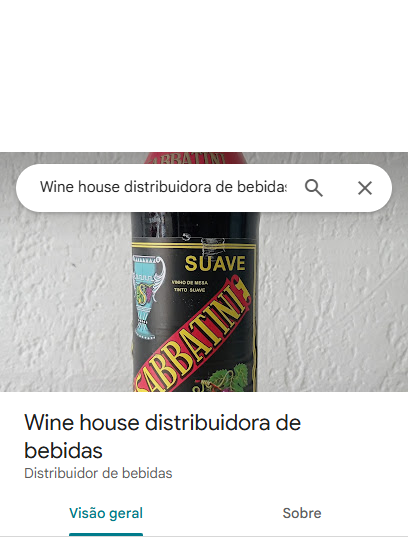 Wine house distribuidora de bebidas
SUAVE
VINHO DE MESA
TINTO SUAVE
SABBATINIS
Wine house distribuidora de
bebidas
Distribuidor de bebidas
Visão geral
Sobre